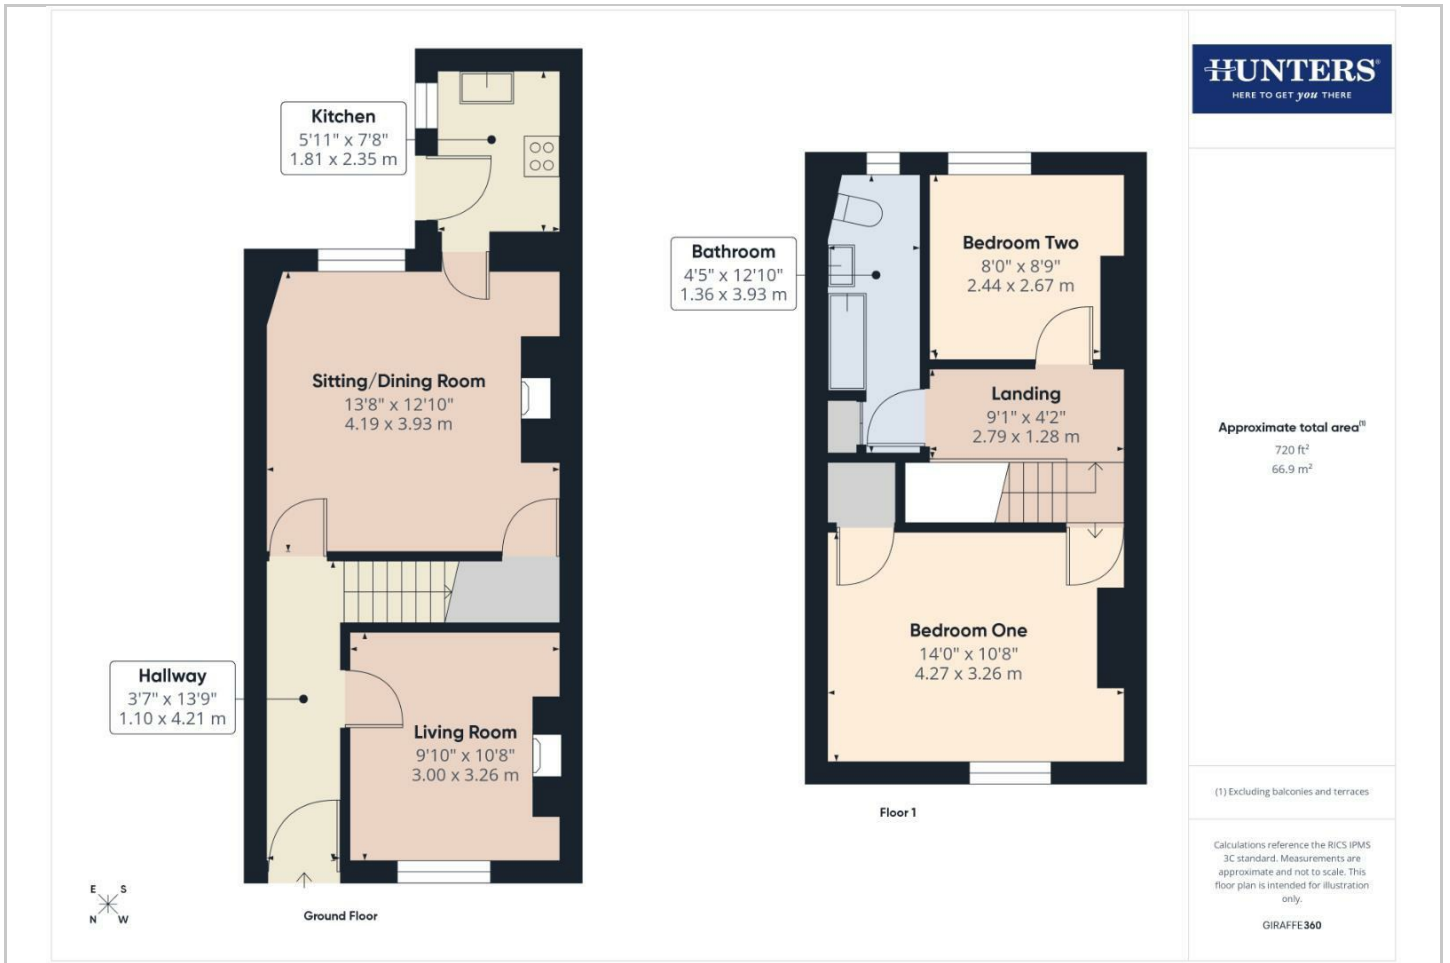 Kitchen
5'11" x 7'8"
1.81 x 2.35 m
Sitting/Dining Room
13'8" x 12'10"
4.19 x 3.93 m
Hallway
3'7" x 13'9"
1.10 x 4.21 m
Living Room
9'10" x 10'8"
3.00 x 3.26 m
Ground Floor
E S
N W
Bathroom
4'5" x 12'10"
1.36 x 3.93 m
Bedroom Two
8'0" x 8'9"
2.44 x 2.67 m
Landing
9'1" x 4'2"
2.79 x 1.28 m
Bedroom One
14'0" x 10'8"
4.27 x 3.26 m
Floor 1
HUNTERS®
HERE TO GET you THERE
Approximate total area(1)
720 ft²
66.9 m²
(1) Excluding balconies and terraces
Calculations reference the RICS IPMS
3C standard. Measurements are
approximate and not to scale. This
floor plan is intended for illustration
only.
GIRAFFE360